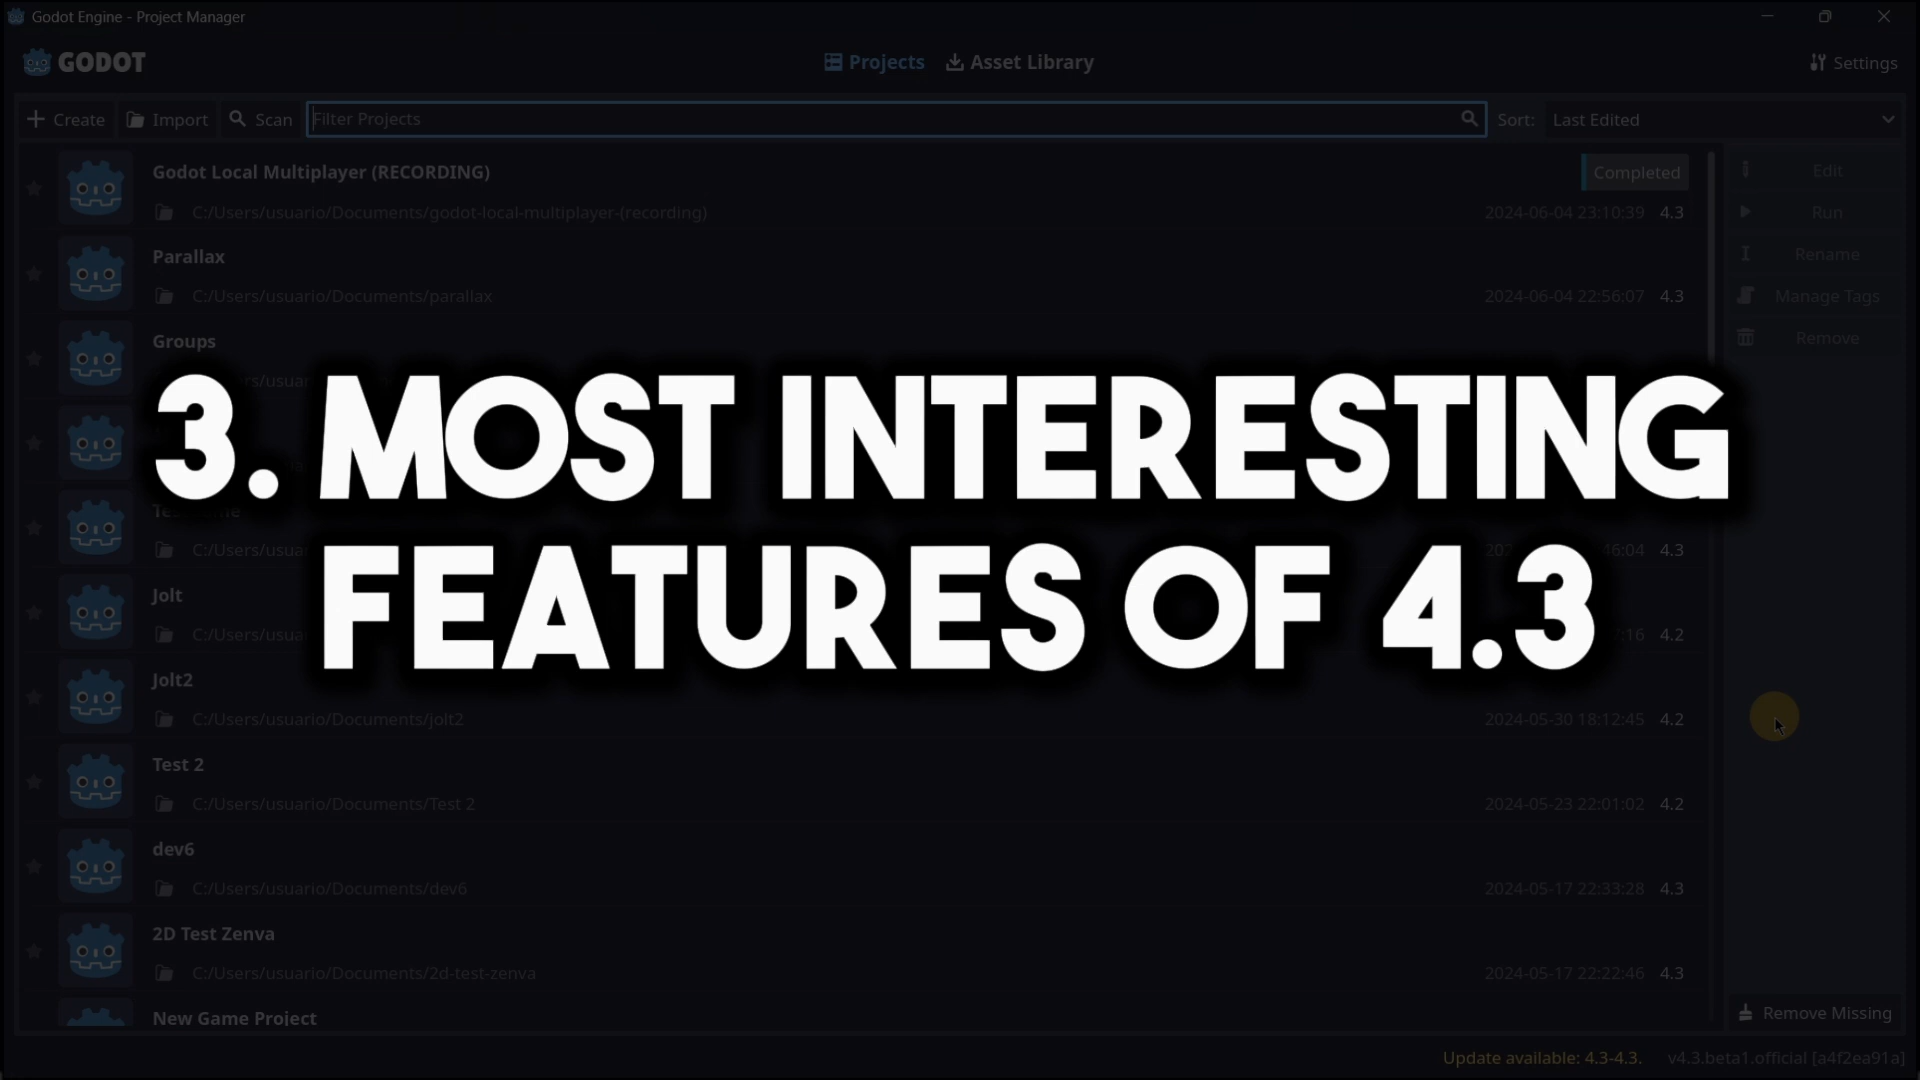 Godot Engine - Project Manager
GODOT
Projects
Asset Library
Settings
Create
Import
Scan
Filter Projects
Sort:
Last Edited
Godot Local Multiplayer (RECORDING)
Completed
C:/Users/usuario/Documents/godot-local-multiplayer-(recording)
2024-06-04 23:10:39 4.3
Edit
Run
Rename
Manage Tags
Remove
Parallax
C:/Users/usuario/Documents/parallax
2024-06-04 22:56:07 4.3
Groups
3. MOST INTERESTING
FEATURES OF 4.3
46:04 4.3
Jolt
:16 4.2
Jolt2
C:/Users/usuario/Documents/jolt2
2024-05-30 18:12:45 4.2
Test 2
C:/Users/usuario/Documents/Test 2
2024-05-23 22:01:02 4.2
dev6
C:/Users/usuario/Documents/dev6
2024-05-17 22:33:28 4.3
2D Test Zenva
C:/Users/usuario/Documents/2d-test-zenva
2024-05-17 22:22:46 4.3
New Game Project
Remove Missing
Update available: 4.3-4.3.
v4.3.beta1.official [a4f2ea91a]